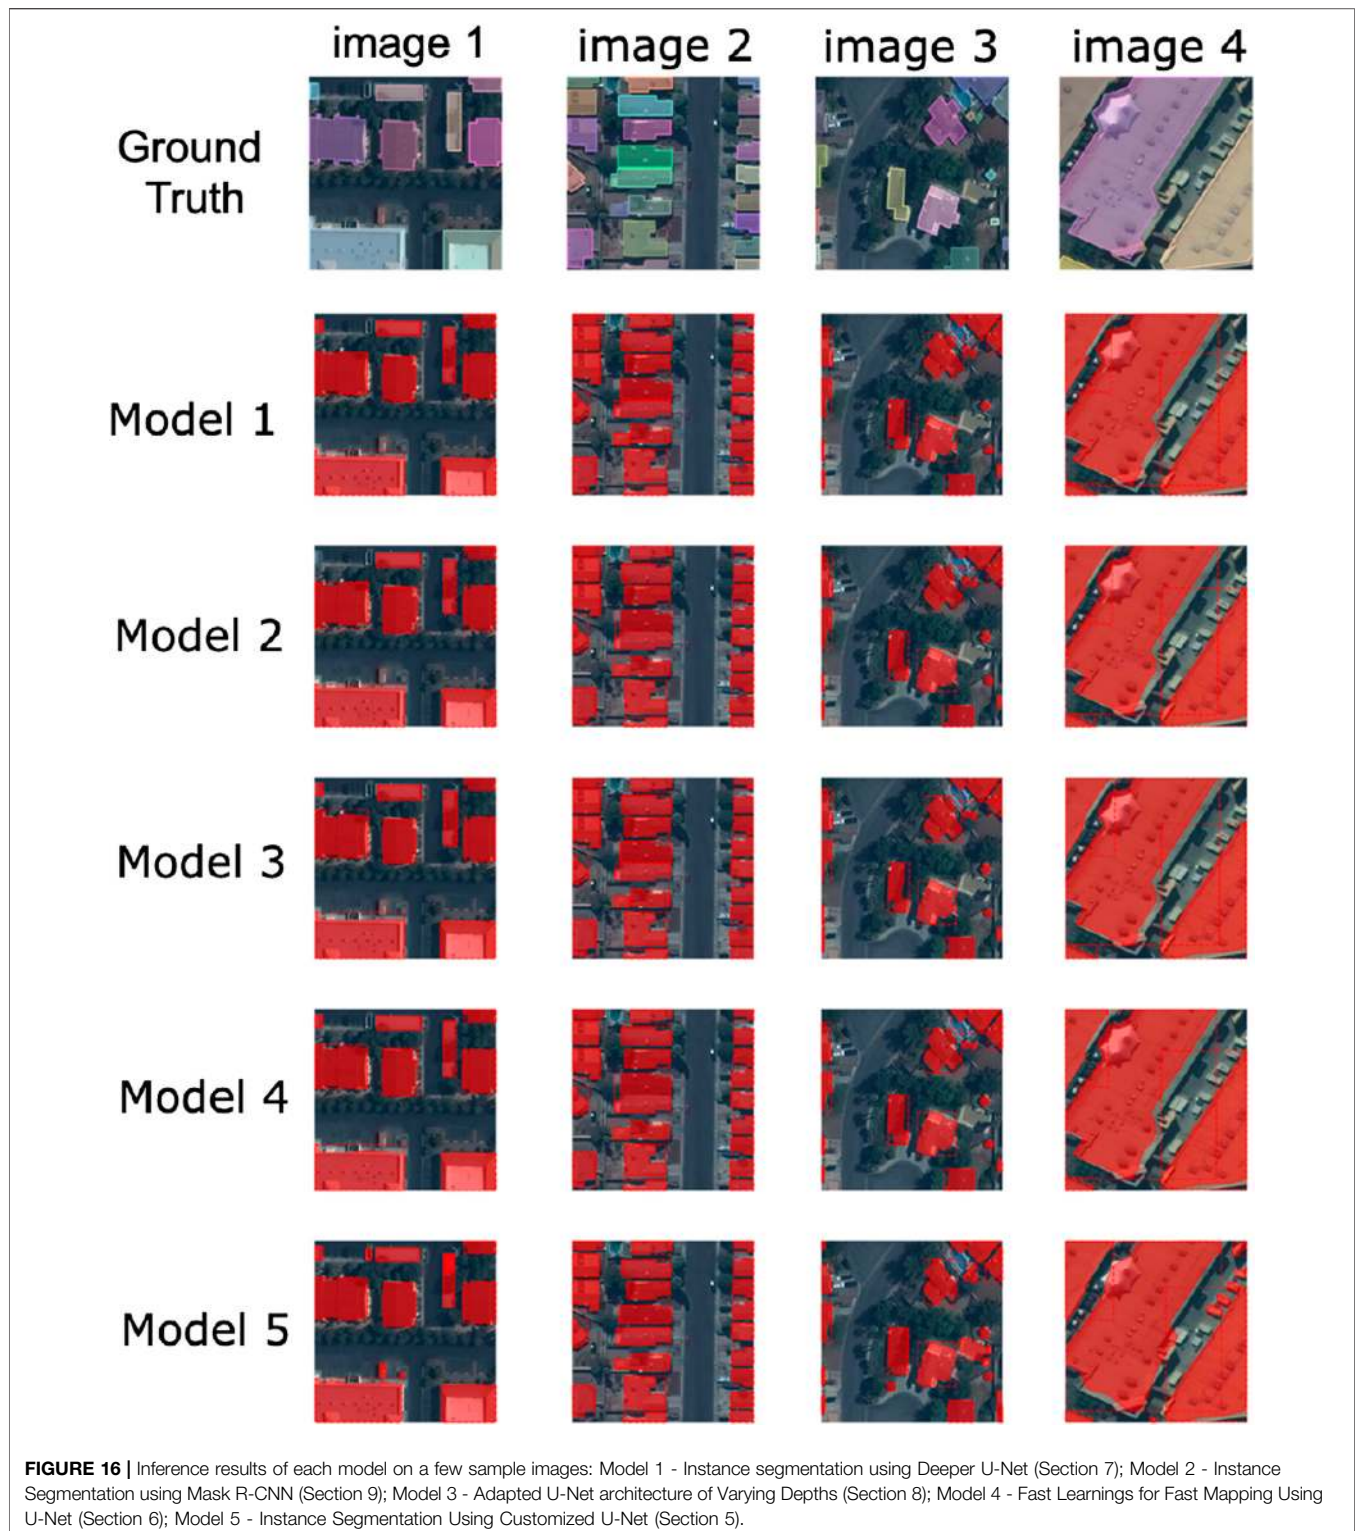 image 1
image 2
image 3
image 4
Ground
Truth
Model 1
Model 2
Model 3
Model 4
Model 5
FIGURE 16 | Inference results of each model on a few sample images: Model 1 - Instance segmentation using Deeper U-Net (Section 7); Model 2 - Instance
Segmentation using Mask R-CNN (Section 9); Model 3 - Adapted U-Net architecture of Varying Depths (Section 8); Model 4 - Fast Learnings for Fast Mapping Using
U-Net (Section 6); Model 5 - Instance Segmentation Using Customized U-Net (Section 5).